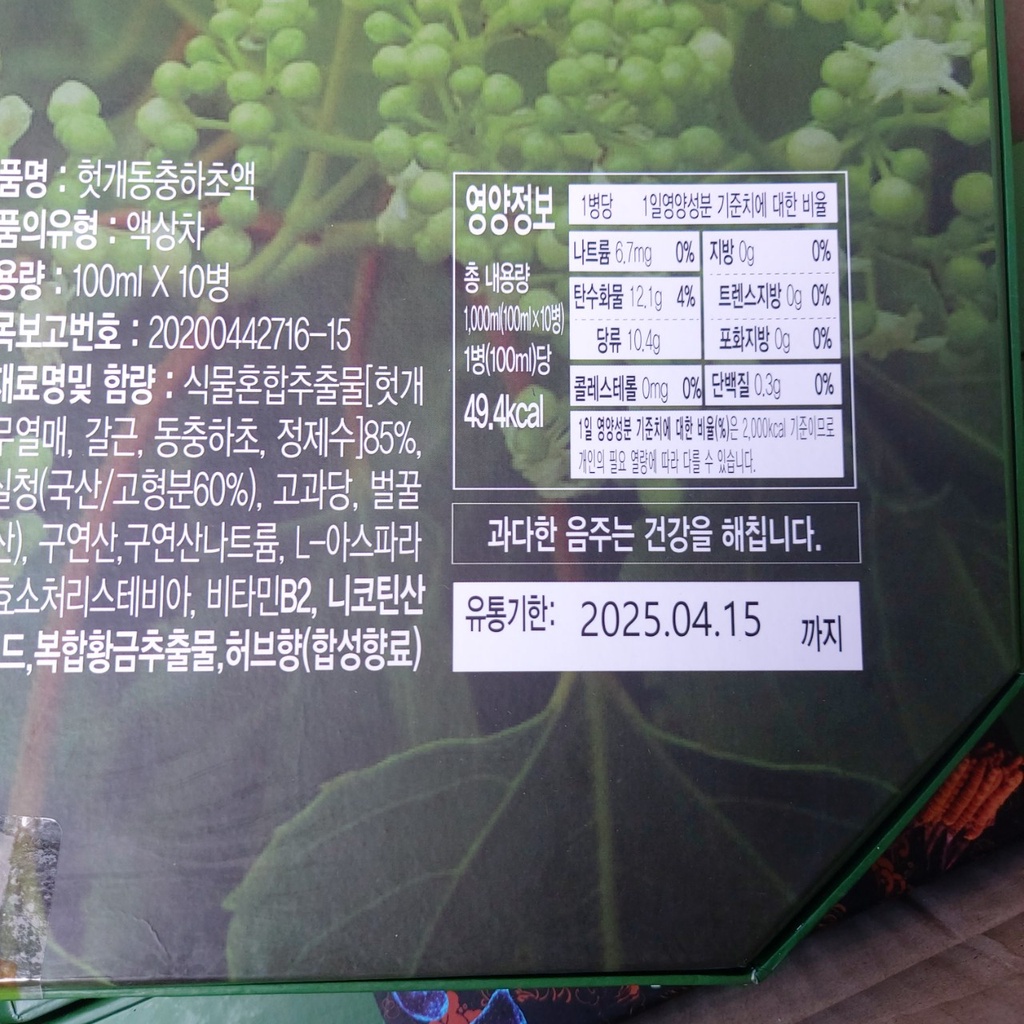 품명 : 헛개동충하초액
품의유형 : 액상차
용량 : 100ml X 10병
목보고번호 : 20200442716-15
재료명및 함량 : 식물혼합추출물[헛개
무열매, 갈근, 동충하초, 정제수]85%,
실청(국산/고형분60%), 고과당, 벌꿀
산), 구연산,구연산나트륨, L-아스파라
효소처리스테비아, 비타민B2, 니코틴산
드,복합황금추출물,허브향(합성향료)
영양정보
총 내용량
1,000ml(100ml×10병)
1병(100ml)당
49.4kcal
1병당 1일영양성분 기준치에 대한 비율
나트륨 6.7mg 0% 지방 0g 0%
탄수화물 12.1g 4% 트렌스지방 0g 0%
당류 10.4g 포화지방 0g 0%
콜레스테롤 0mg 0% 단백질 0.3g 0%
1일 영양성분 기준치에 대한 비율(%)은 2,000kcal 기준이므로
개인의 필요 열량에 따라 다를 수 있습니다.
과다한 음주는 건강을 해칩니다.
유통기한: 2025.04.15 까지